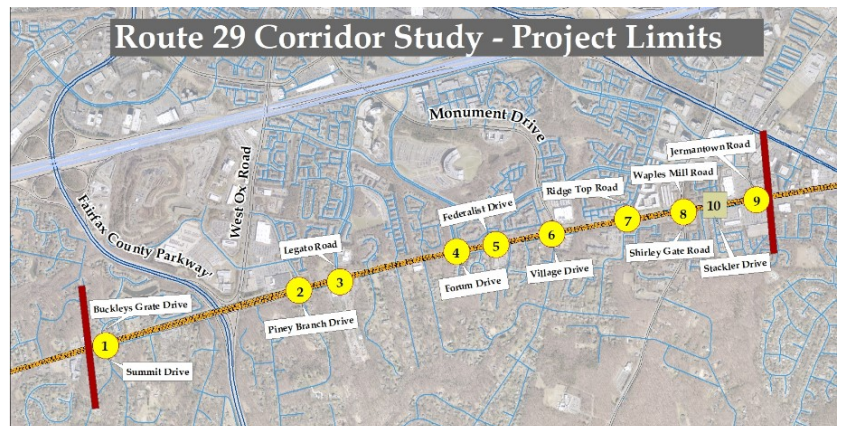 Route 29 Corridor Study - Project Limits
Monument Drive
Jermantown Road
Waples Mill Road
Ridge Top Road
West Ox Road
Federalist Drive
Fairfax County Parkway
Legato Road
1
2
3
4
5
6
7
8
10
9
Forum Drive
Village Drive
Shirley Gate Road
Stackler Drive
Buckleys Grate Drive
Piney Branch Drive
Summit Drive